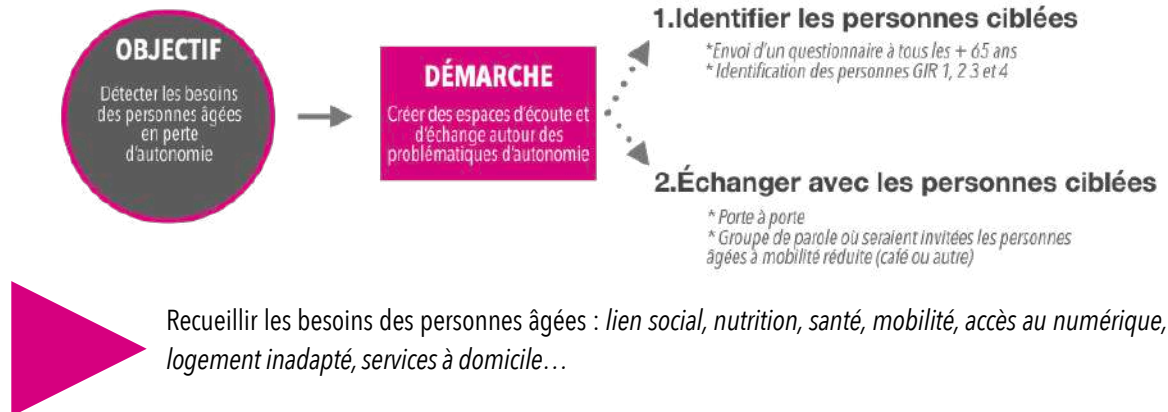 OBJECTIF
Détecter les besoins
des personnes âgées
en perte
d'autonomie
DÉMARCHE
Créer des espaces d'écoute et
d'échange autour des
problématiques d'autonomie
1.Identifier les personnes ciblées
*Envoi d'un questionnaire à tous les + 65 ans
* Identification des personnes GIR 1, 2 3 et 4
2.Échanger avec les personnes ciblées
* Porte à porte
* Groupe de parole où seraient invitées les personnes
âgées à mobilité réduite (café ou autre)
Recueillir les besoins des personnes âgées : lien social, nutrition, santé, mobilité, accès au numérique,
logement inadapté, services à domicile…